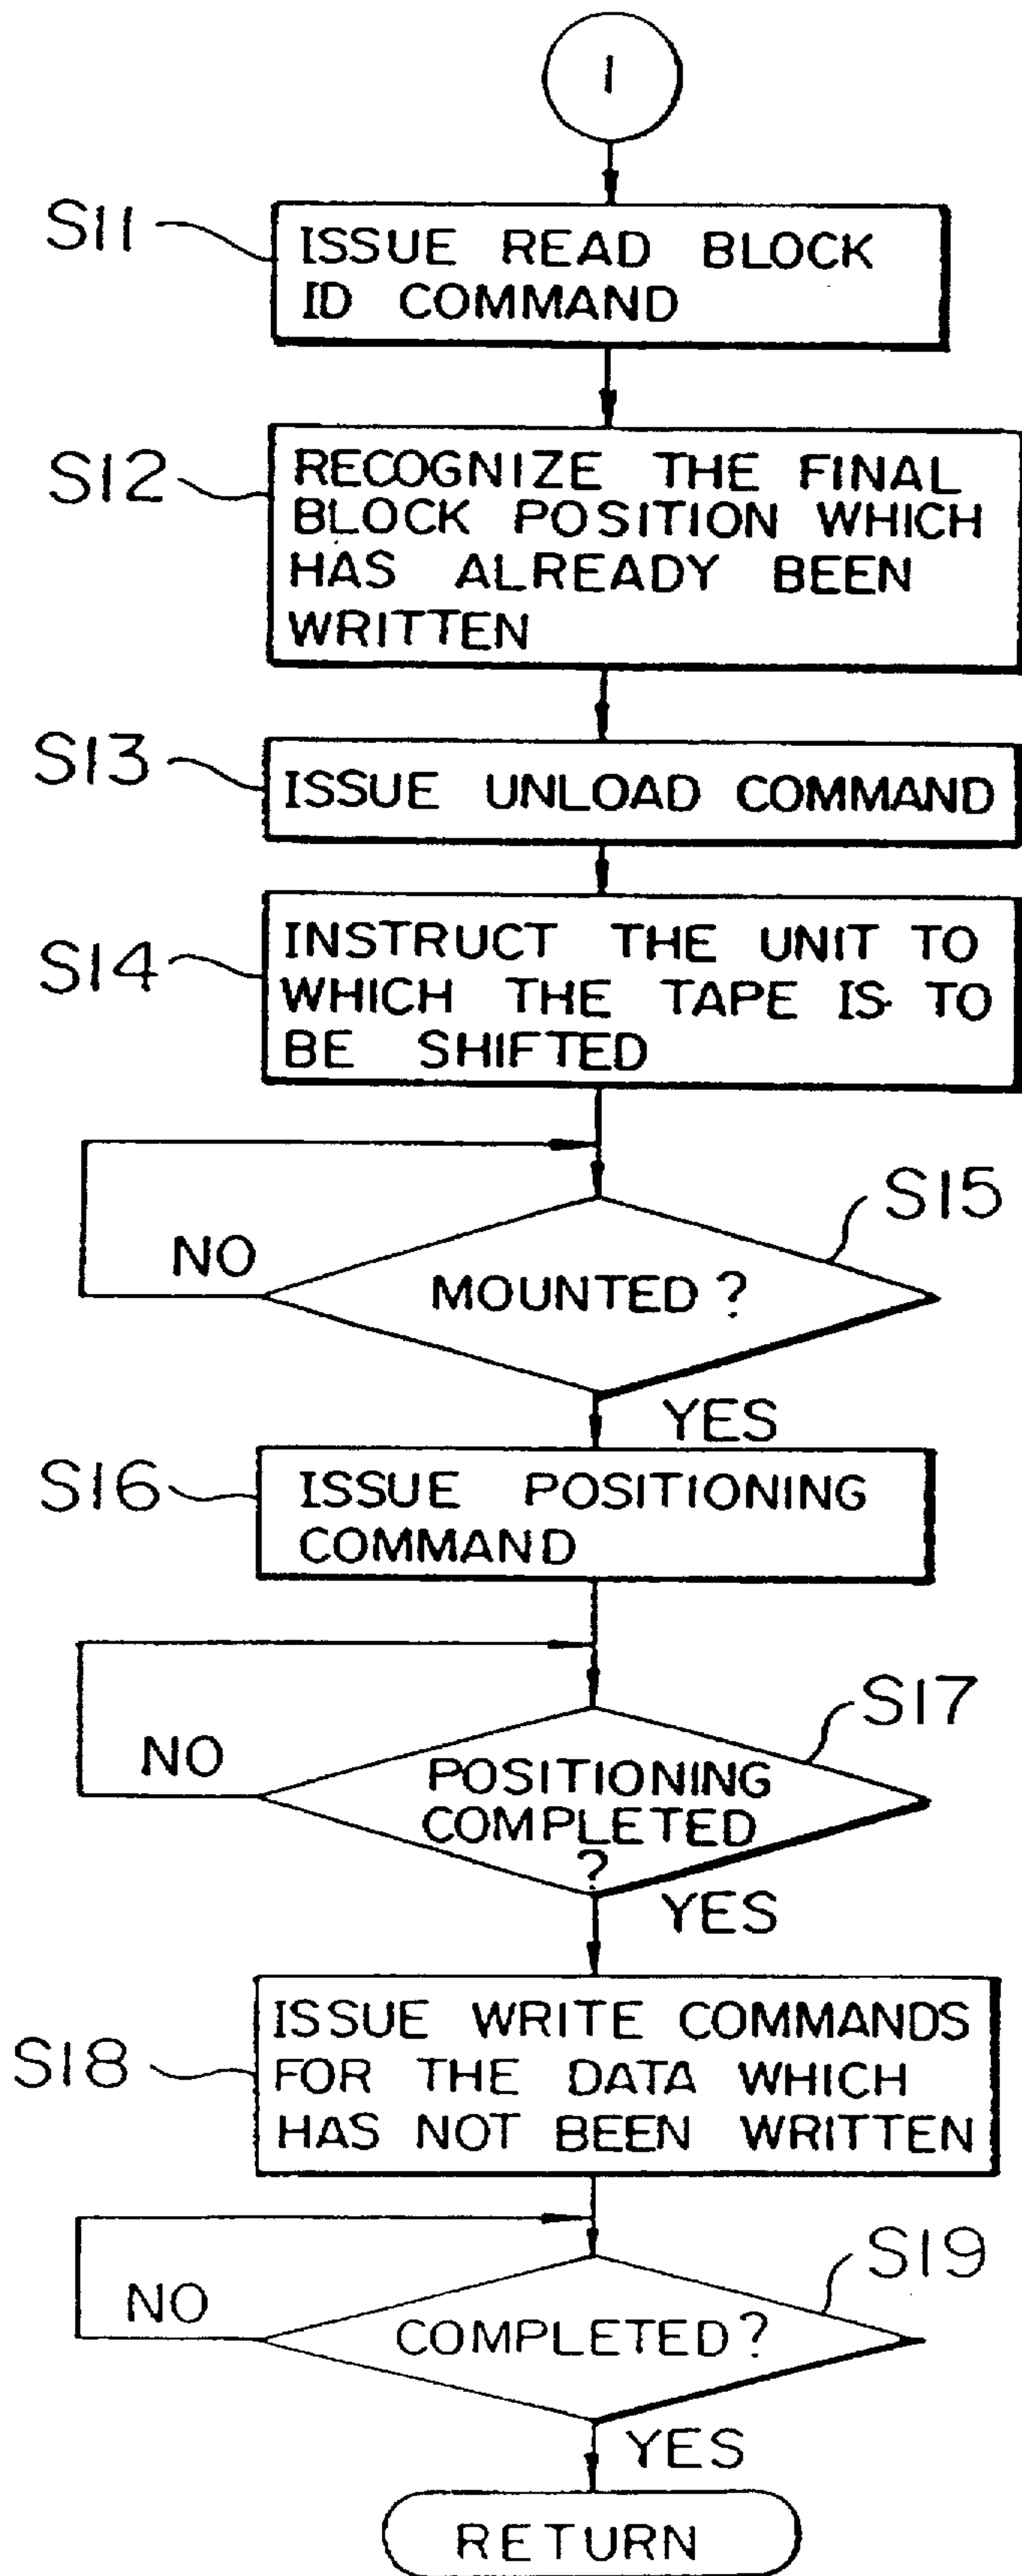 1
S11
ISSUE READ BLOCK
ID COMMAND
S12
RECOGNIZE THE FINAL
BLOCK POSITION WHICH
HAS ALREADY BEEN
WRITTEN
S13
ISSUE UNLOAD COMMAND
S14
INSTRUCT THE UNIT TO
WHICH THE TAPE IS TO
BE SHIFTED
S15
NO
MOUNTED ?
YES
S16
ISSUE POSITIONING
COMMAND
S17
NO
POSITIONING
COMPLETED
?
YES
S18
ISSUE WRITE COMMANDS
FOR THE DATA WHICH
HAS NOT BEEN WRITTEN
S19
NO
COMPLETED ?
YES
RETURN